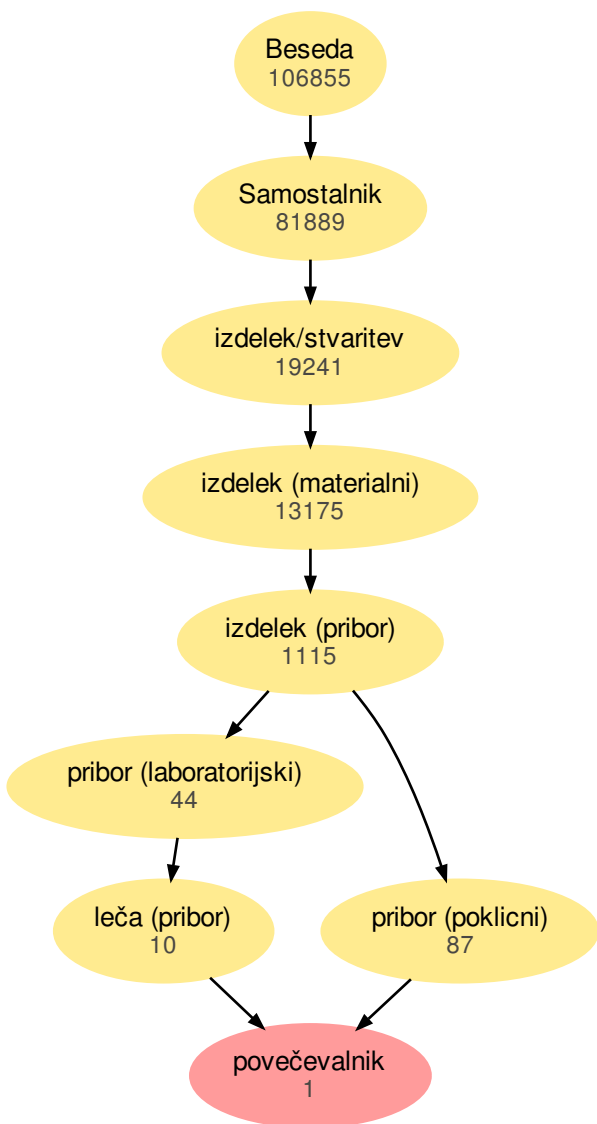 Beseda
106855
Samostalnik
81889
izdelek/stvaritev
19241
izdelek (materialni)
13175
izdelek (pribor)
1115
pribor (laboratorijski)
44
leča (pribor)
10
pribor (poklicni)
87
povečevalnik
1